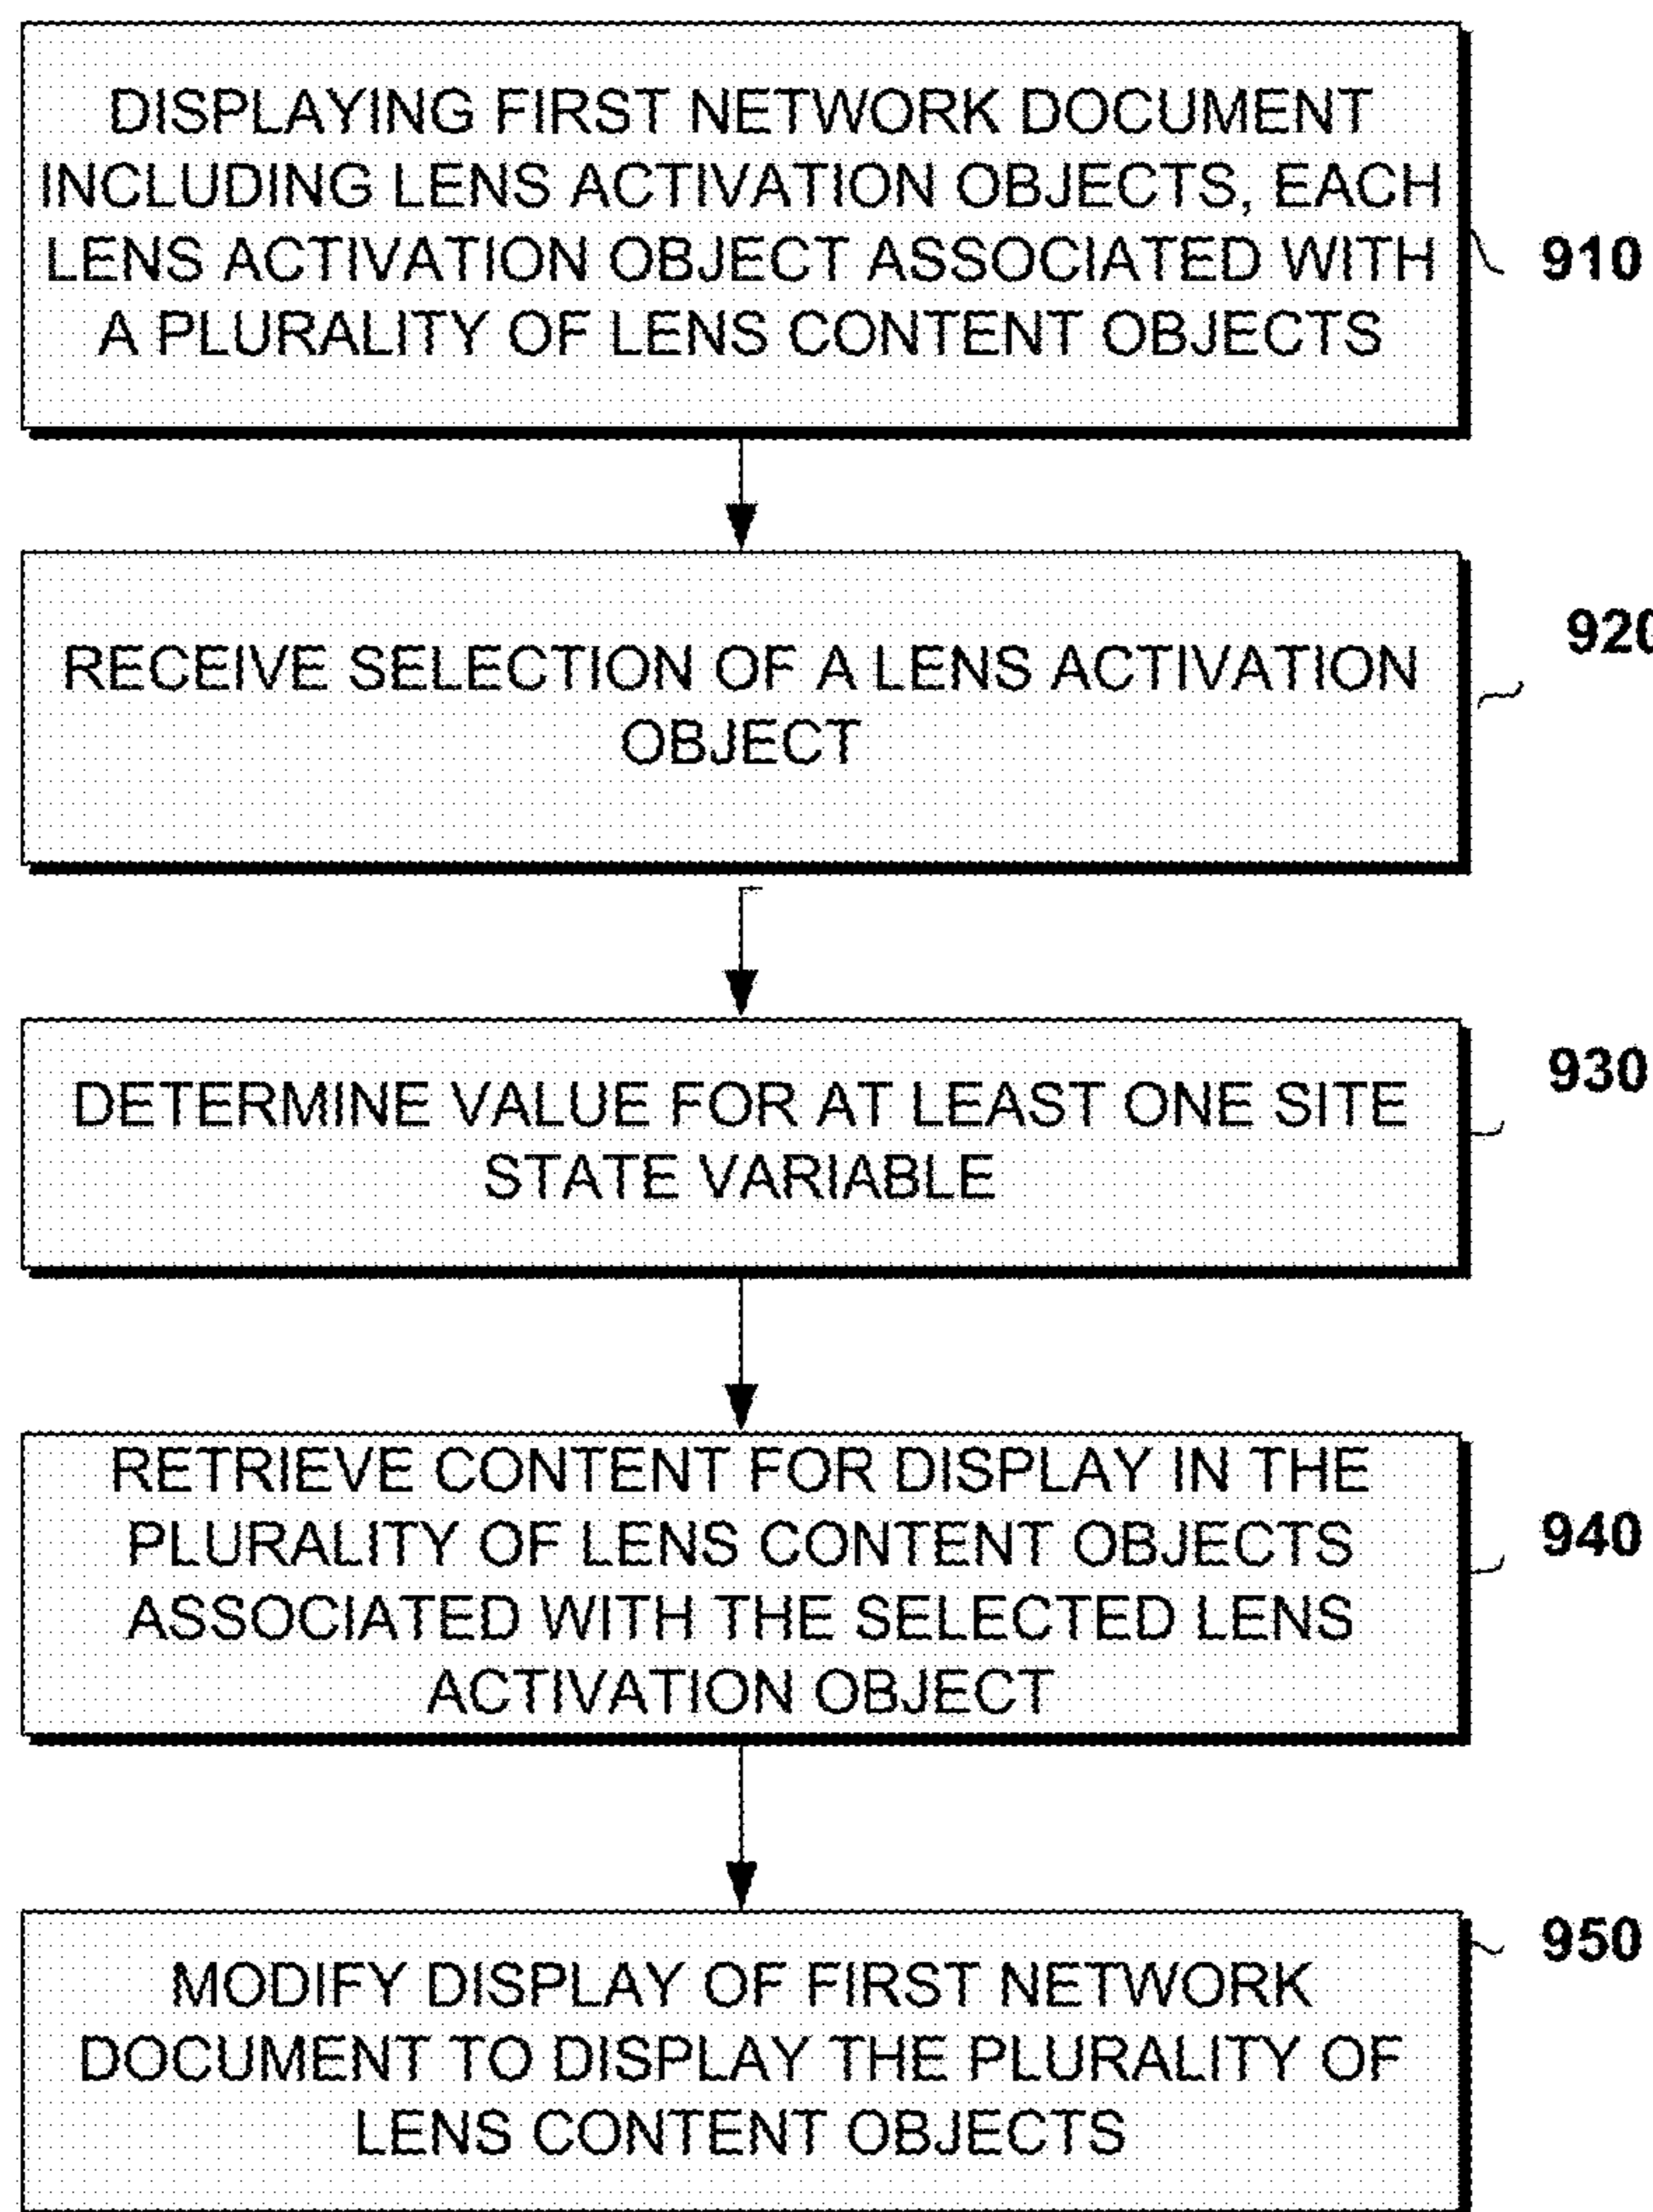 DISPLAYING FIRST NETWORK DOCUMENT
INCLUDING LENS ACTIVATION OBJECTS, EACH
LENS ACTIVATION OBJECT ASSOCIATED WITH
A PLURALITY OF LENS CONTENT OBJECTS
910
RECEIVE SELECTION OF A LENS ACTIVATION
OBJECT
920
DETERMINE VALUE FOR AT LEAST ONE SITE
STATE VARIABLE
930
RETRIEVE CONTENT FOR DISPLAY IN THE
PLURALITY OF LENS CONTENT OBJECTS
ASSOCIATED WITH THE SELECTED LENS
ACTIVATION OBJECT
940
MODIFY DISPLAY OF FIRST NETWORK
DOCUMENT TO DISPLAY THE PLURALITY OF
LENS CONTENT OBJECTS
950